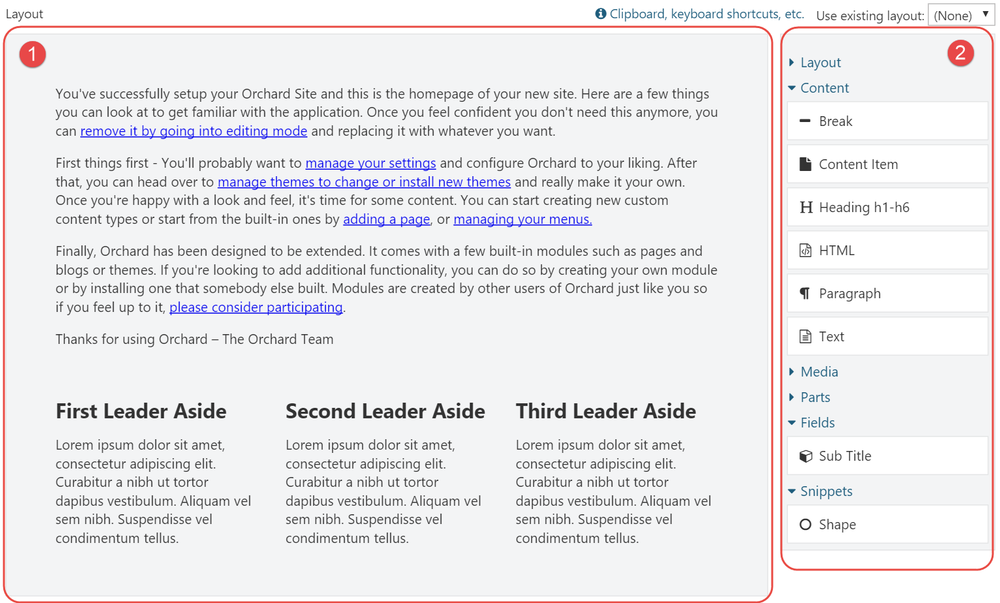 Layout
Clipboard, keyboard shortcuts, etc. Use existing layout: (None)
1
You've successfully setup your Orchard Site and this is the homepage of your new site. Here are a few things
you can look at to get familiar with the application. Once you feel confident you don't need this anymore, you
can remove it by going into editing mode and replacing it with whatever you want.
First things first - You'll probably want to manage your settings and configure Orchard to your liking. After
that, you can head over to manage themes to change or install new themes and really make it your own.
Once you're happy with a look and feel, it's time for some content. You can start creating new custom
content types or start from the built-in ones by adding a page, or managing your menus.
Finally, Orchard has been designed to be extended. It comes with a few built-in modules such as pages and
blogs or themes. If you're looking to add additional functionality, you can do so by creating your own module
or by installing one that somebody else built. Modules are created by other users of Orchard just like you so
if you feel up to it, please consider participating.
Thanks for using Orchard – The Orchard Team
First Leader Aside
Lorem ipsum dolor sit amet,
consectetur adipiscing elit.
Curabitur a nibh ut tortor
dapibus vestibulum. Aliquam vel
sem nibh. Suspendisse vel
condimentum tellus.
Second Leader Aside
Lorem ipsum dolor sit amet,
consectetur adipiscing elit.
Curabitur a nibh ut tortor
dapibus vestibulum. Aliquam vel
sem nibh. Suspendisse vel
condimentum tellus.
Third Leader Aside
Lorem ipsum dolor sit amet,
consectetur adipiscing elit.
Curabitur a nibh ut tortor
dapibus vestibulum. Aliquam vel
sem nibh. Suspendisse vel
condimentum tellus.
2
Layout
Content
Break
Content Item
Heading h1-h6
HTML
Paragraph
Text
Media
Parts
Fields
Sub Title
Snippets
Shape